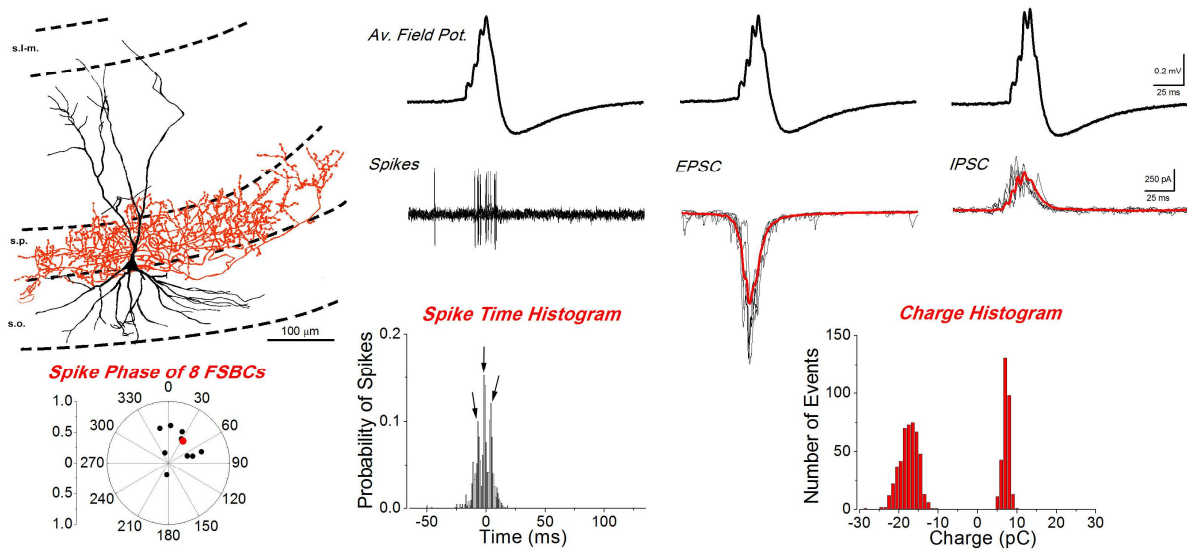 s.l-m.
s.p.
s.o.
100 μm
Av. Field Pot.
0.2 mV
25 ms
Spikes
EPSC
IPSC
250 pA
25 ms
Spike Phase of 8 FSBCs
1.0
0.5
0
0.5
1.0
0
30
60
90
120
150
180
210
240
270
300
330
Spike Time Histogram
Probability of Spikes
0.2
0.1
0.0
-50
0
50
100
Time (ms)
Charge Histogram
Number of Events
150
100
50
0
-30
-20
-10
0
10
20
30
Charge (pC)